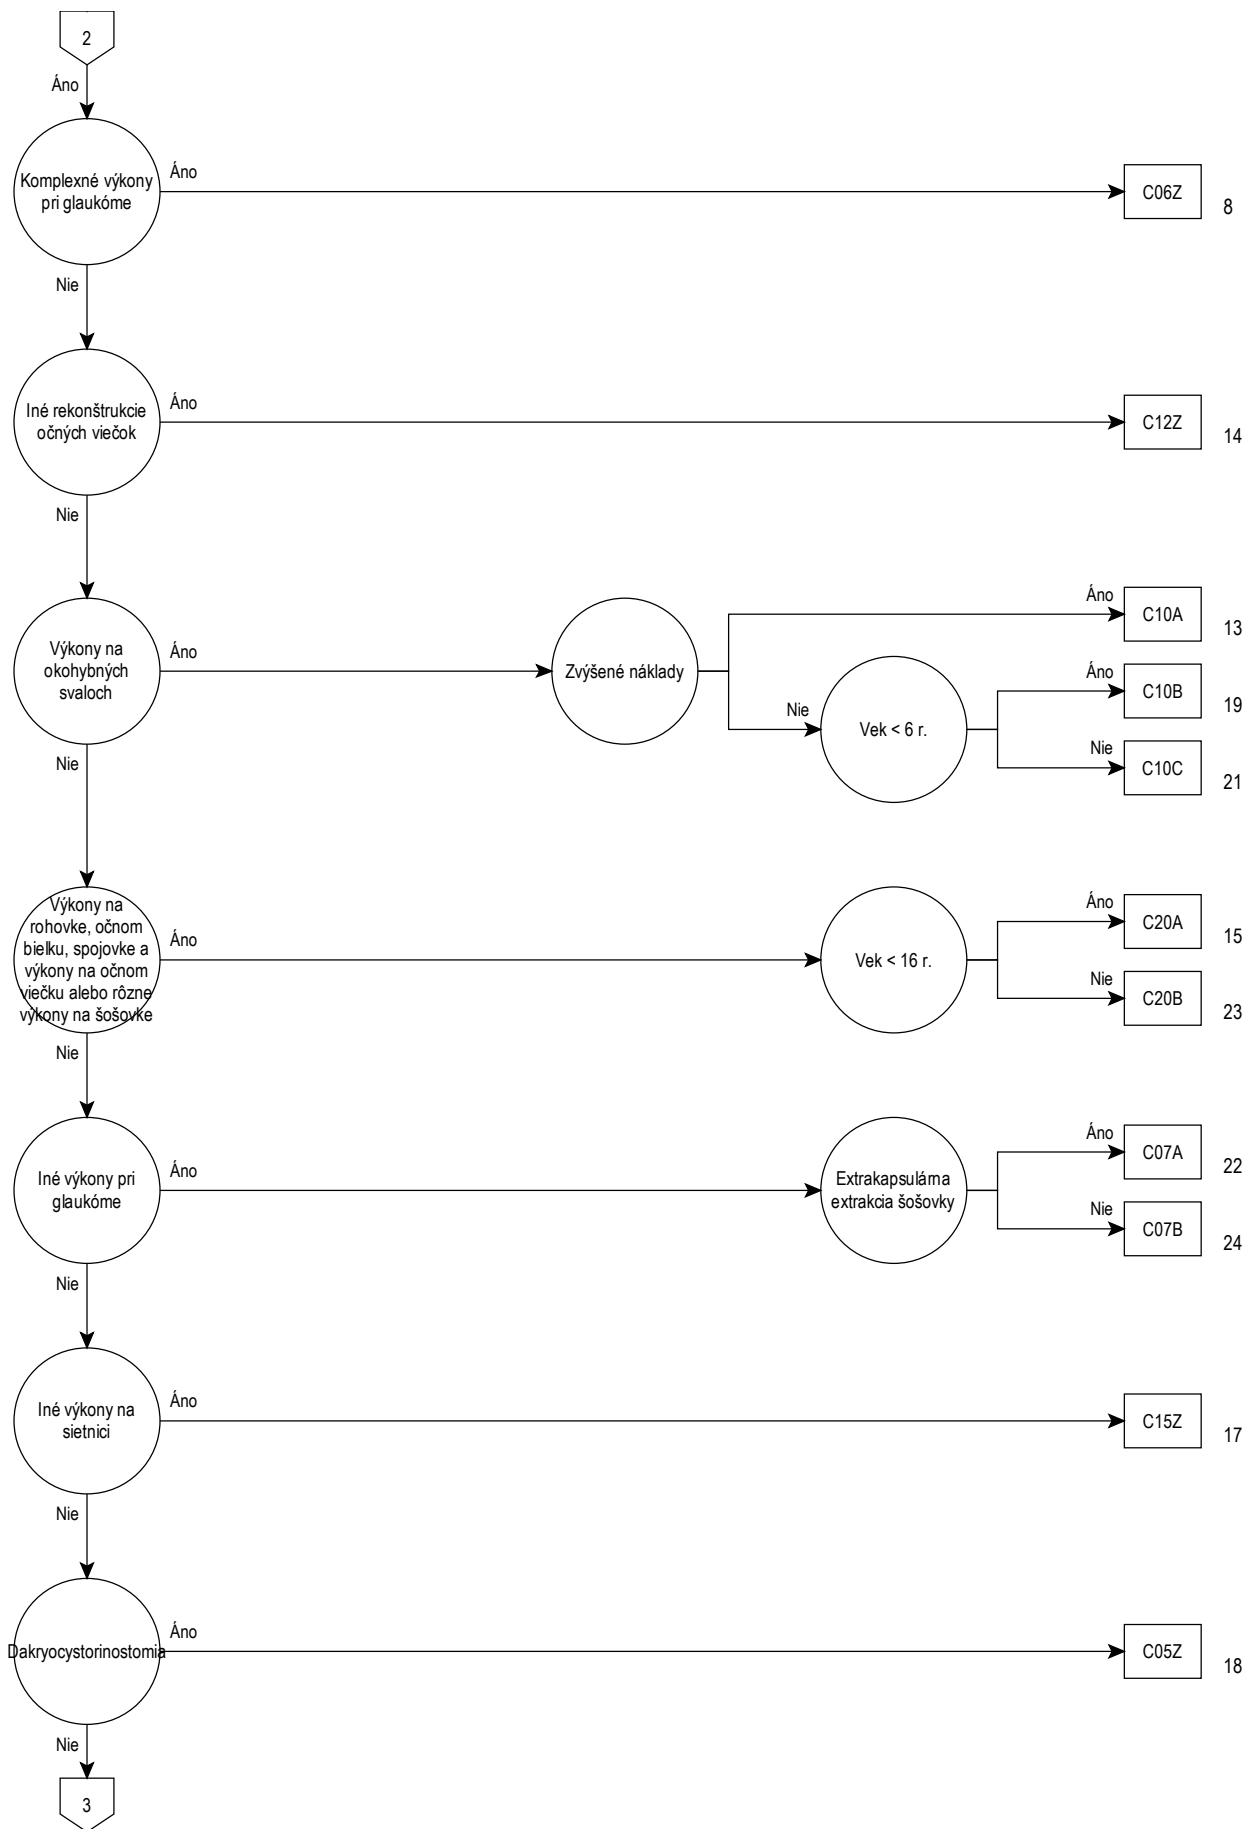 2
Áno
Komplexné výkony
pri glaukóme
Áno
C06Z
8
Nie
Iné rekonštrukcie
očných viečok
Áno
C12Z
14
Nie
Výkony na
okohybných
svaloch
Áno
Zvýšené náklady
Áno
C10A
13
Nie
Vek < 6 r.
Áno
C10B
19
Nie
C10C
21
Nie
Výkony na
rohovke, očnom
bielku, spojovke a
výkony na očnom
viečku alebo rôzne
výkony na šošovke
Áno
Vek < 16 r.
Áno
C20A
15
Nie
C20B
23
Nie
Iné výkony pri
glaukóme
Áno
Extrakapsulárna
extrakcia šošovky
Áno
C07A
22
Nie
C07B
24
Nie
Iné výkony na
sietnici
Áno
C15Z
17
Nie
Dakryocystorinostomia
Áno
C05Z
18
Nie
3